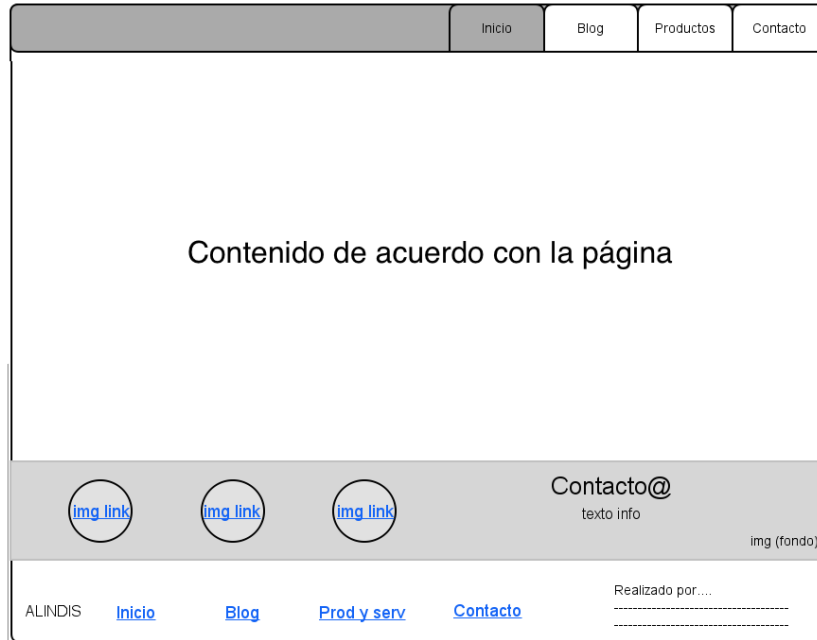 Inicio Blog Productos Contacto
Contenido de acuerdo con la página
img link img link img link
Contacto@
texto info
img (fondo)
ALINDIS Inicio Blog Prod y serv Contacto
Realizado por....
-----------------------------------
-----------------------------------